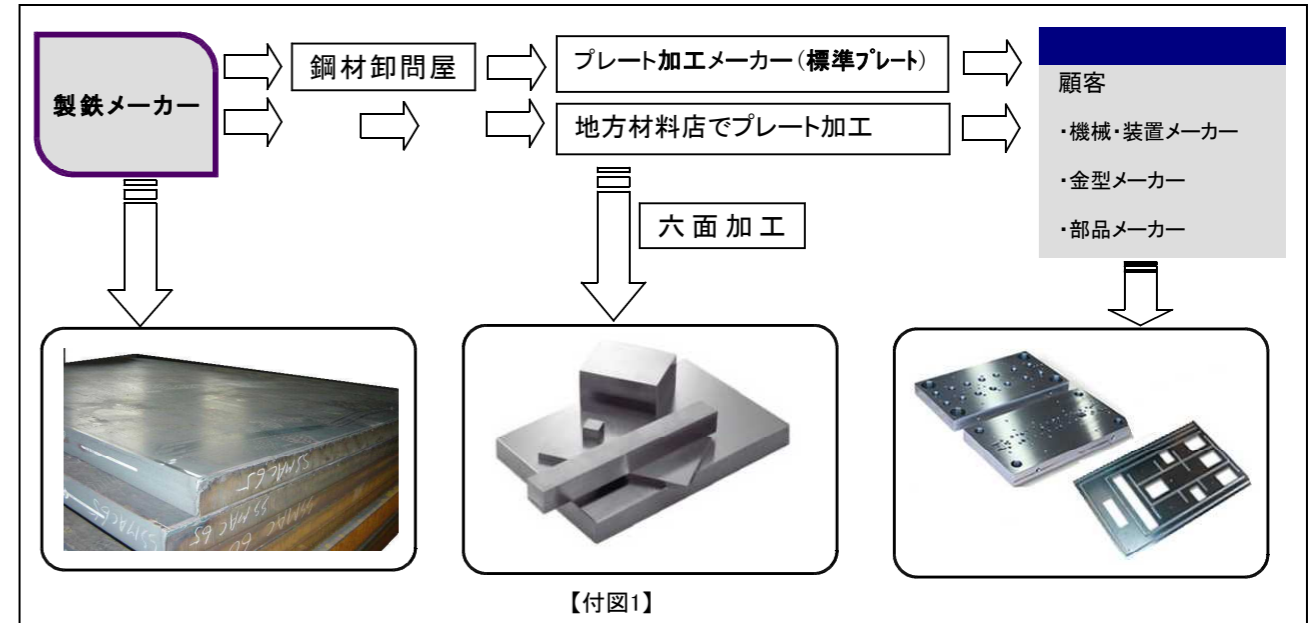 製鉄メーカー
鋼材卸問屋
プレート加工メーカー(標準プレート)
地方材料店でプレート加工
顧客
・機械・装置メーカー
・金型メーカー
・部品メーカー
六面加工
【付図1】